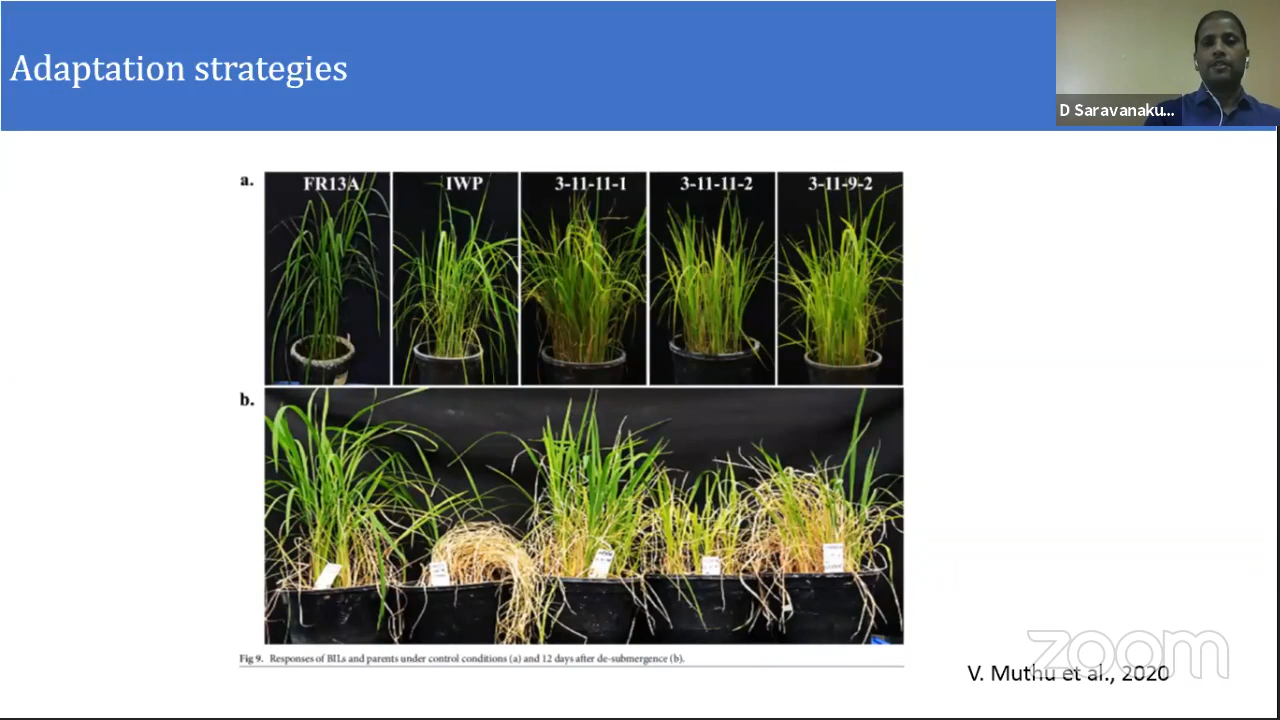 Adaptation strategies
D Saravanaku...
a.
FR13A
IWP
3-11-11-1
3-11-11-2
3-11-9-2
b.
Fig 9. Responses of BILs and parents under control conditions (a) and 12 days after de-submergence (b).
V. Muthu et al., 2020
zoom